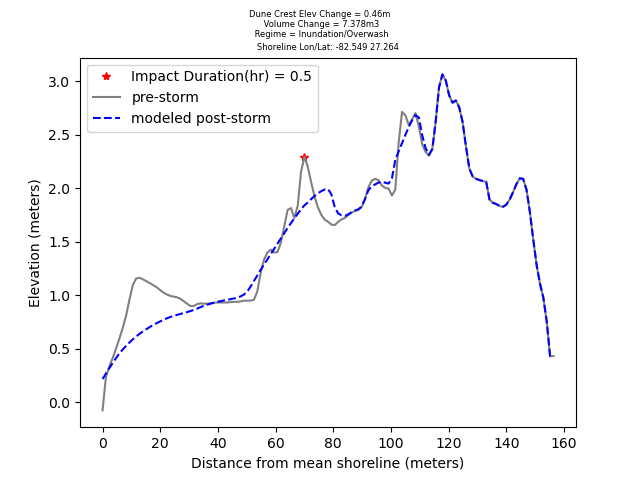 Dune Crest Elev Change = 0.46m
Volume Change = 7.378m3
Regime = Inundation/Overwash
Shoreline Lon/Lat: -82.549 27.264
Impact Duration(hr) = 0.5
pre-storm
modeled post-storm
Elevation (meters)
3.0
2.5
2.0
1.5
1.0
0.5
0.0
0 20 40 60 80 100 120 140 160
Distance from mean shoreline (meters)